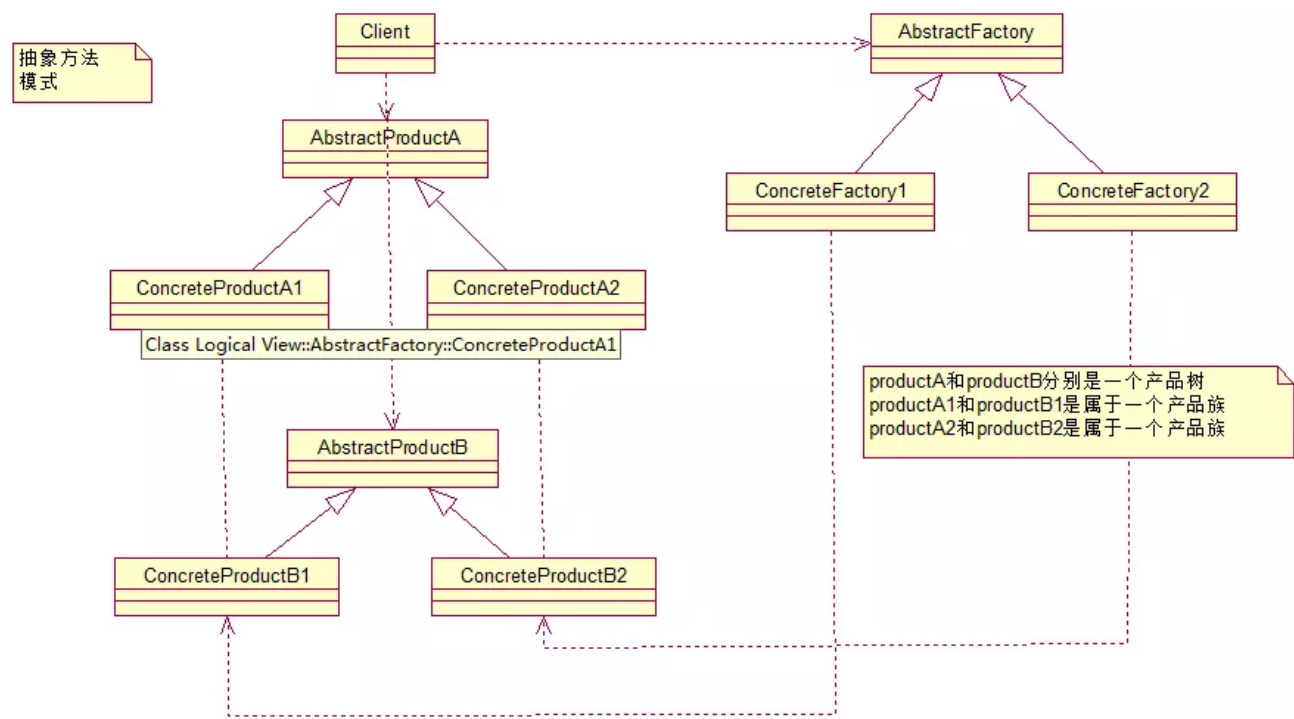 抽象方法
模式
Client
AbstractFactory
AbstractProductA
ConcreteFactory1
ConcreteFactory2
ConcreteProductA1
ConcreteProductA2
Class Logical View::AbstractFactory::ConcreteProductA1
productA和productB分别是一个产品树
productA1和productB1是属于一个产品族
productA2和productB2是属于一个产品族
AbstractProductB
ConcreteProductB1
ConcreteProductB2